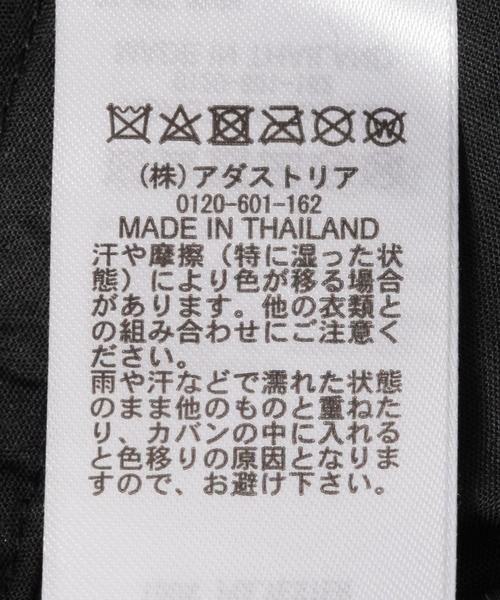 (株)アダストリア
0120-601-162
MADE IN THAILAND
汗や摩擦（特に湿った状
態）により色が移る場合
があります。他の衣類と
の組み合わせにご注意く
ださい。
雨や汗などで濡れた状態
のまま他のものと重ねた
り、カバンの中に入れる
と色移りの原因となりま
すので、お避け下さい。